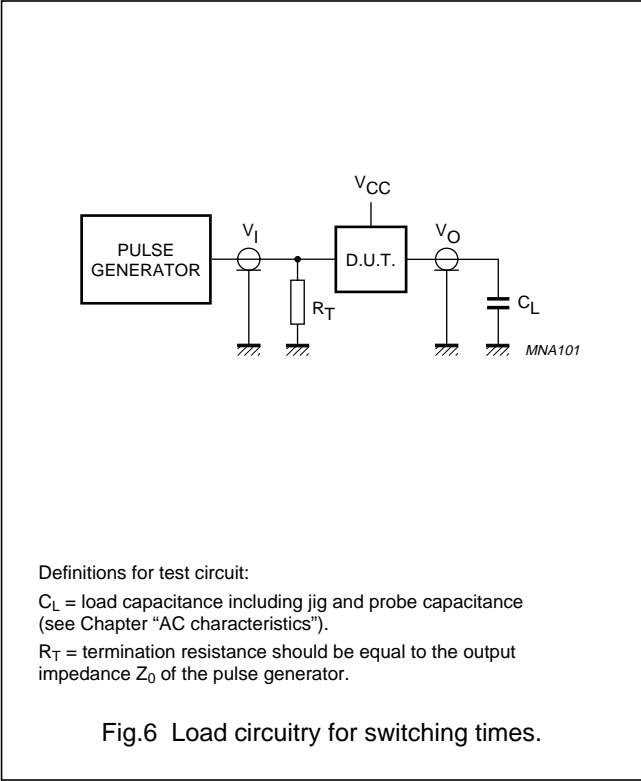 VCC
PULSE
GENERATOR
VI
D.U.T.
VO
RT
CL
MNA101
Definitions for test circuit:
CL = load capacitance including jig and probe capacitance
(see Chapter “AC characteristics”).
RT = termination resistance should be equal to the output
impedance Z0 of the pulse generator.
Fig.6 Load circuitry for switching times.